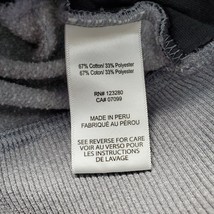 67% Cotton/ 33% Polyester
67% Coton/ 33% Polyester
RN# 123280
CA# 07099
MADE IN PERU
FABRIQUÉ AU PÉROU
SEE REVERSE FOR CARE
VOIR AU VERSO POUR
LES INSTRUCTIONS
DE LAVAGE